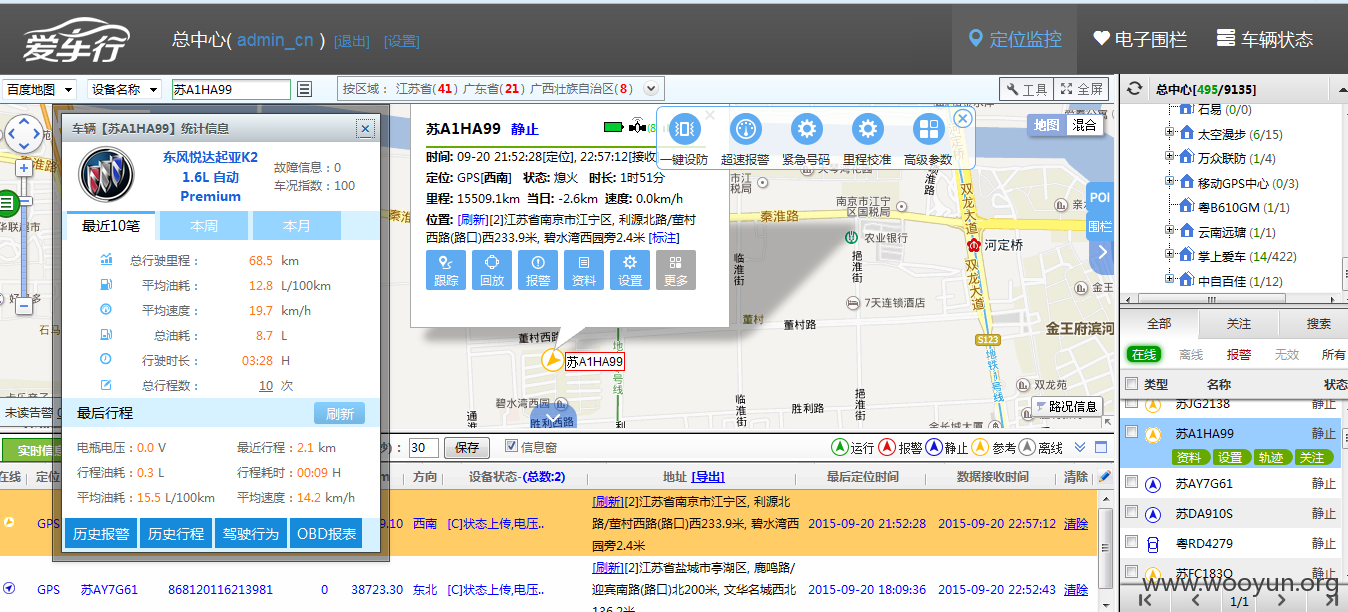 爱车行
总中心( admin_cn ) [退出] [设置]
定位监控
电子围栏
车辆状态
百度地图
设备名称
苏A1HA99
按区域： 江苏省(41) 广东省(21) 广西壮族自治区(8)
工具
全屏
总中心[495/9135]
石易 (0/0)
太空漫步 (6/15)
万众联防 (1/4)
移动GPS中心 (0/3)
粤B610GM (1/1)
云南远瑭 (1/1)
掌上爱车 (14/422)
中目百佳 (1/12)
全部
关注
搜索
在线
离线
报警
无效
所有
类型
名称
状态
苏JG2138
静止
苏A1HA99
静止
资料
设置
轨迹
关注
苏AY7G61
静止
苏DA910S
静止
粤RD4279
静止
苏FC183Q
静止
1/1
www.wooyun.org
车辆【苏A1HA99】统计信息
东风悦达起亚K2
1.6L 自动
Premium
故障信息：0
车况指数：100
最近10笔
本周
本月
总行驶里程： 68.5 km
平均油耗： 12.8 L/100km
平均速度： 19.7 km/h
总油耗： 8.7 L
行驶时长： 03:28 H
总行程数： 10 次
最后行程
刷新
电瓶电压：0.0 V
最近行程：2.1 km
行程油耗：0.3 L
行程耗时：00:09 H
平均油耗：15.5 L/100km
平均速度：14.2 km/h
历史报警
历史行程
驾驶行为
OBD报表
苏A1HA99 静止
时间: 09-20 21:52:28[定位], 22:57:12[接收
定位: GPS[西南] 状态: 熄火 时长: 1时51分
里程: 15509.1km 当日: -2.6km 速度: 0.0km/h
位置: [刷新][2]江苏省南京市江宁区, 利源北路/董村
西路(路口)西233.9米, 碧水湾西园旁2.4米 [标注]
跟踪
回放
报警
资料
设置
更多
一键设防
超速报警
紧急号码
里程校准
高级参数
地图
混合
POI
围栏
南京市江宁
区国税局
秦淮路
农业银行
双龙大道
河定桥
双龙大道
临淮街
挹淮街
7天连锁酒店
董村
董村路
董村西路
金王府滨河
S123
地铁1号线
双龙苑
碧水湾西园
胜利西路
胜利路
临淮街
挹淮街
金长城大厦
苏A1HA99
路况信息
未读告警
实时信息
30
保存
信息窗
运行
报警
静止
参考
离线
在线
定位
方向
设备状态-(总数:2)
地址 [导出]
最后定位时间
数据接收时间
清除
GPS
9.10
西南
[C]状态上传,电压..
[刷新][2]江苏省南京市江宁区, 利源北
路/董村西路(路口)西233.9米, 碧水湾西
园旁2.4米
2015-09-20 21:52:28
2015-09-20 22:57:12
清除
GPS
苏AY7G61
868120116213981
0
38723.30
东北
[C]状态上传,电压..
[刷新][2]江苏省盐城市亭湖区, 鹿鸣路/
迎宾南路(路口)北200米, 文华名城西北
136.2米
2015-09-20 18:09:36
2015-09-20 22:52:43
清除